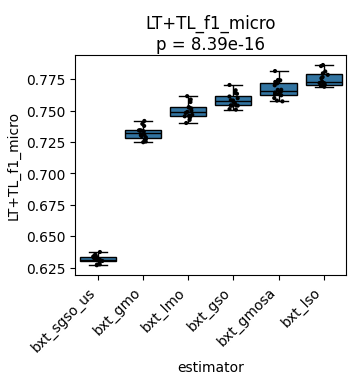 LT+TL_f1_micro
p = 8.39e-16
LT+TL_f1_micro
0.775
0.750
0.725
0.700
0.675
0.650
0.625
bxt_sgso_us
bxt_gmo
bxt_lmo
bxt_gso
bxt_gmosa
bxt_lso
estimator